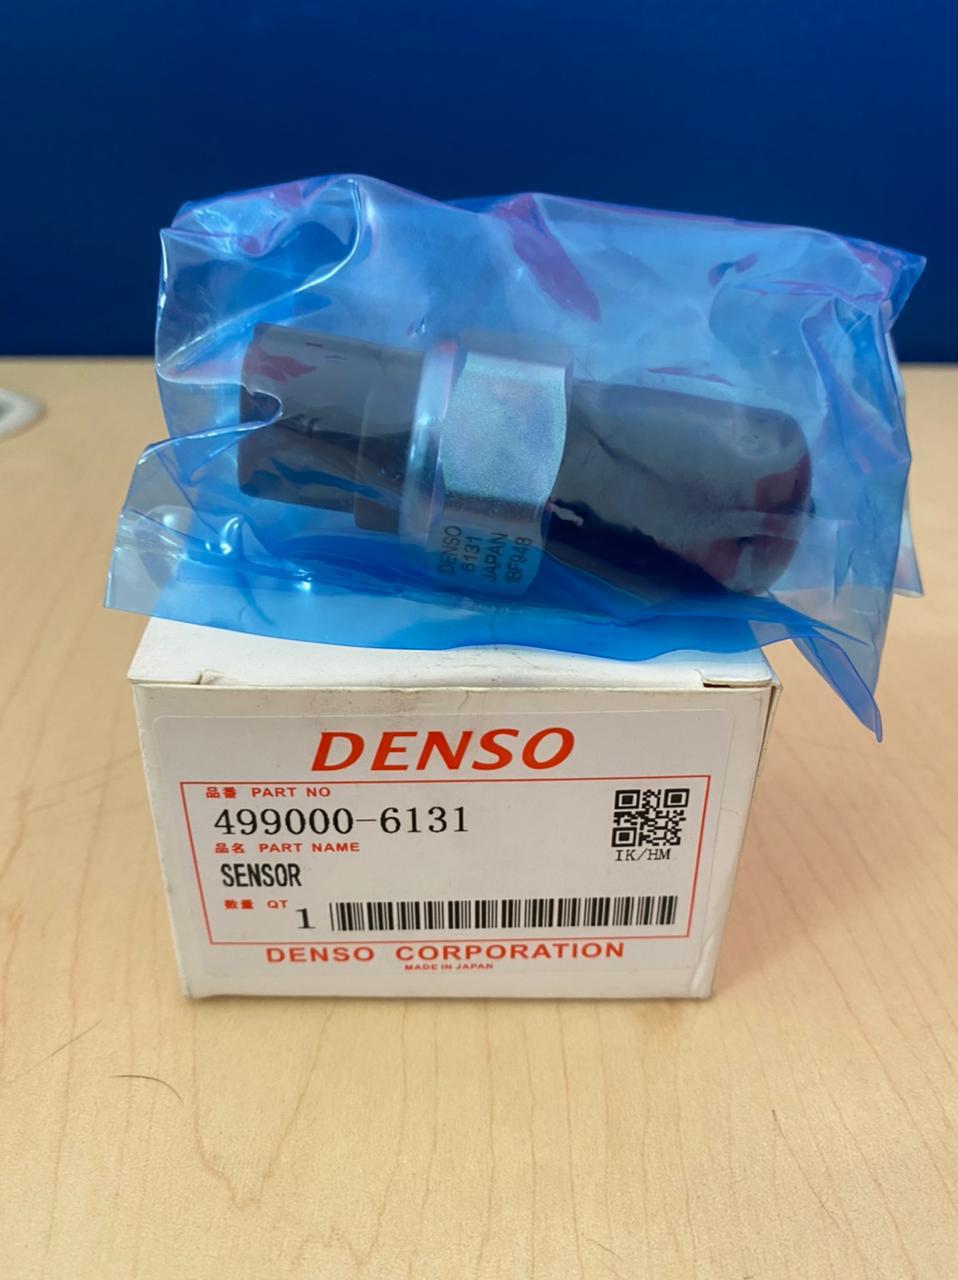 DENSO
6131
JAPAN
18F948
DENSO
品番 PART NO
499000-6131
品名 PART NAME
IK/HM
SENSOR
数量 QT
1
DENSO CORPORATION
MADE IN JAPAN